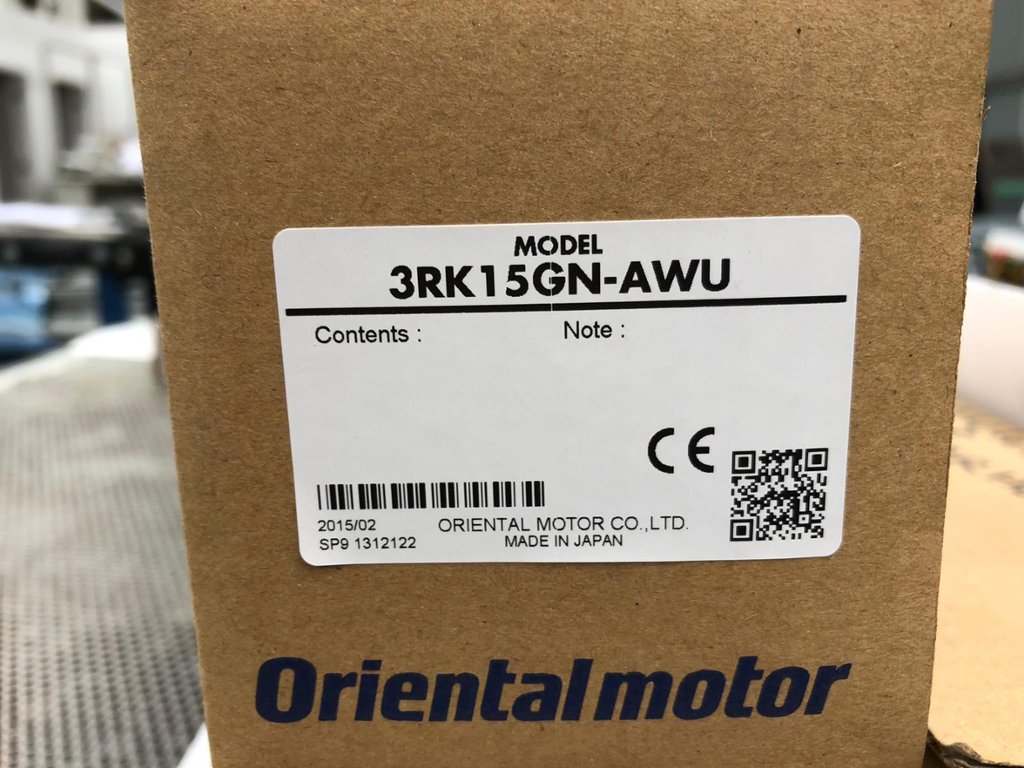 MODEL
3RK15GN-AWU
Contents :
Note :
CE
2015/02
ORIENTAL MOTOR CO.,LTD.
SP9 1312122
MADE IN JAPAN
Orientalmotor